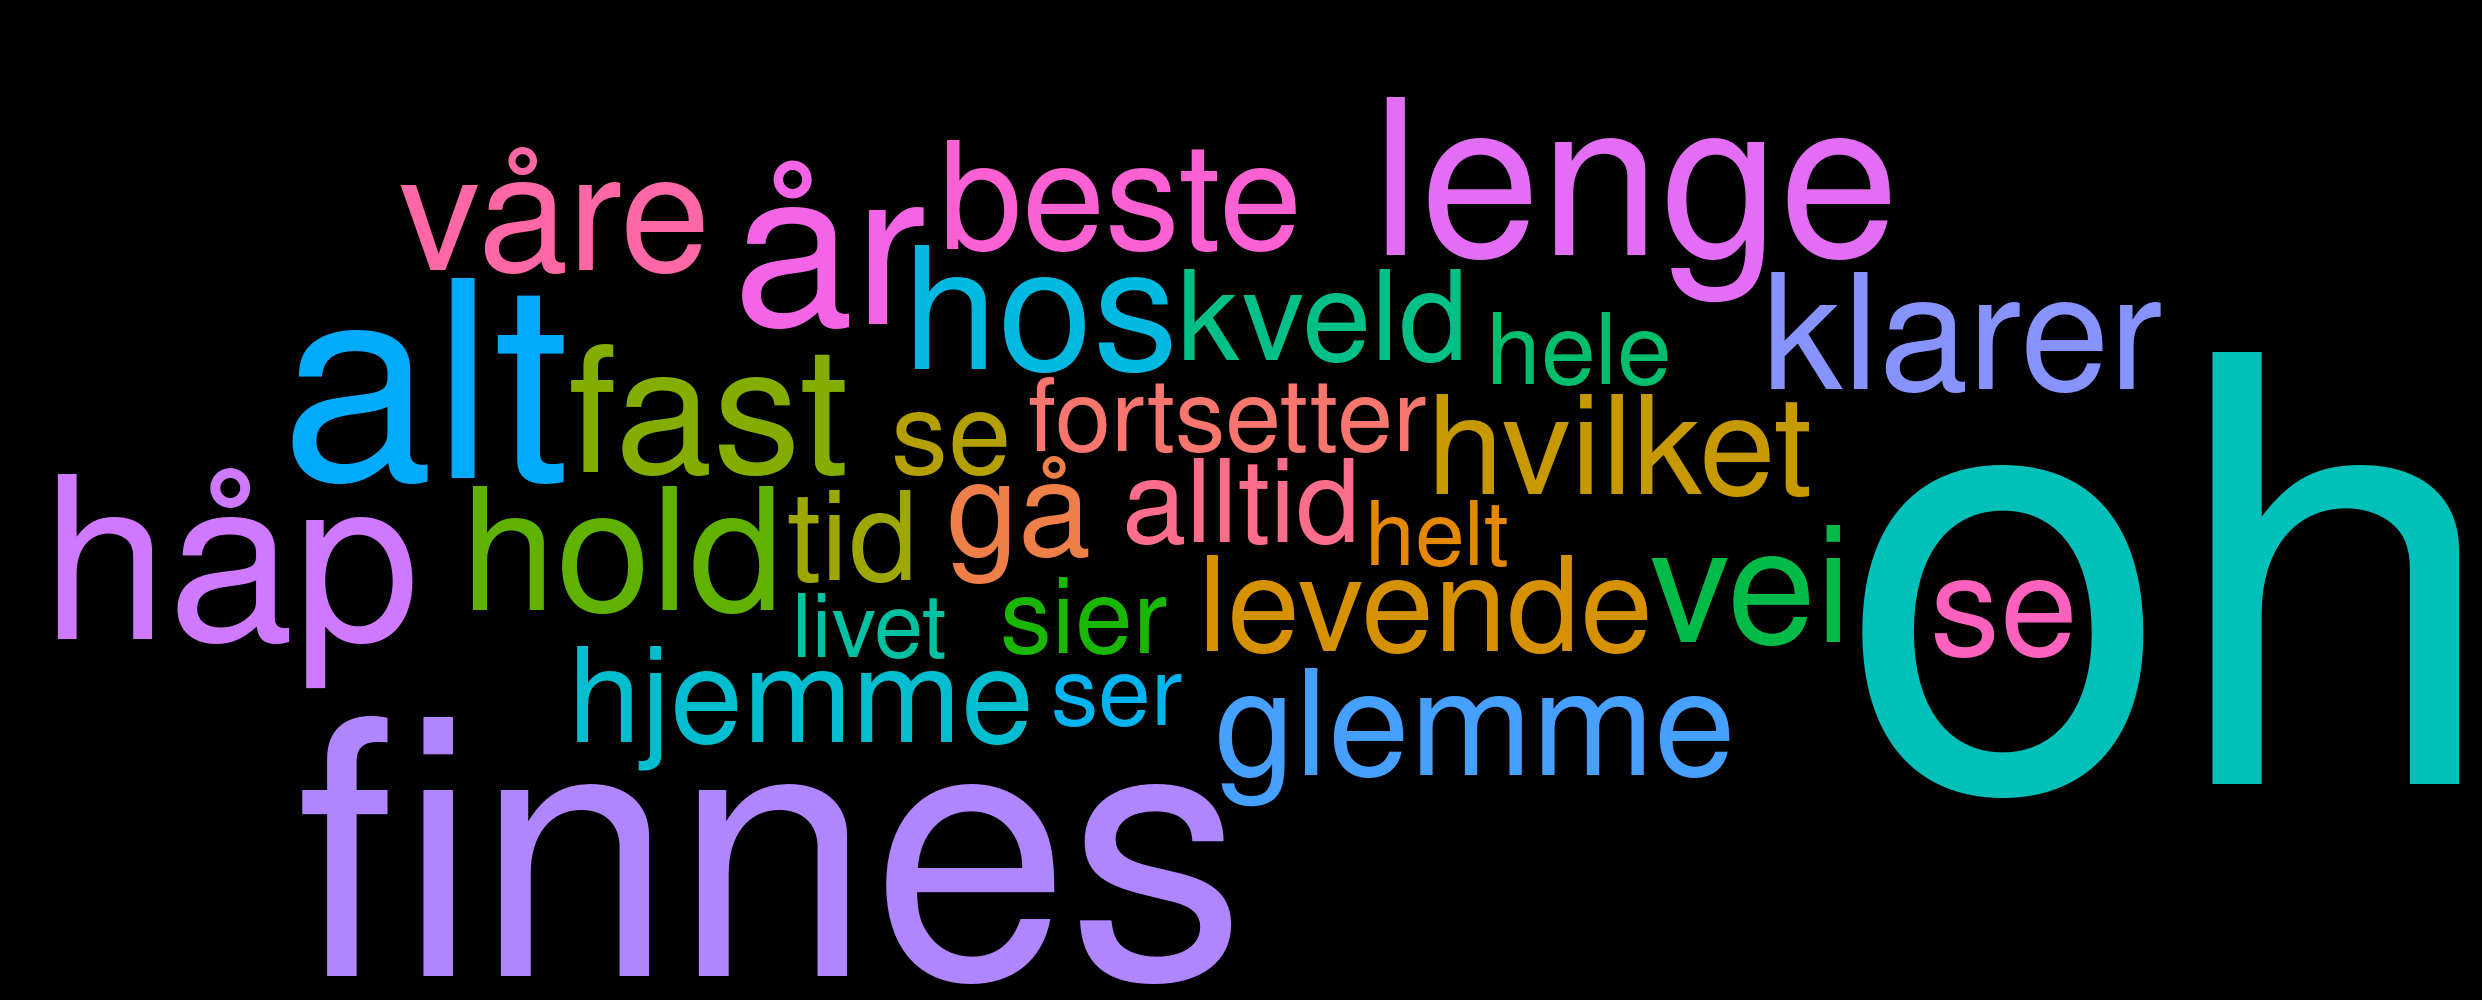 våre år beste lenge
alt fast hos kveld hele klarer
se fortsetter hvilket
håp hold tid gå alltid helt
livet sier levende vei se oh
hjemme ser glemme
finnes